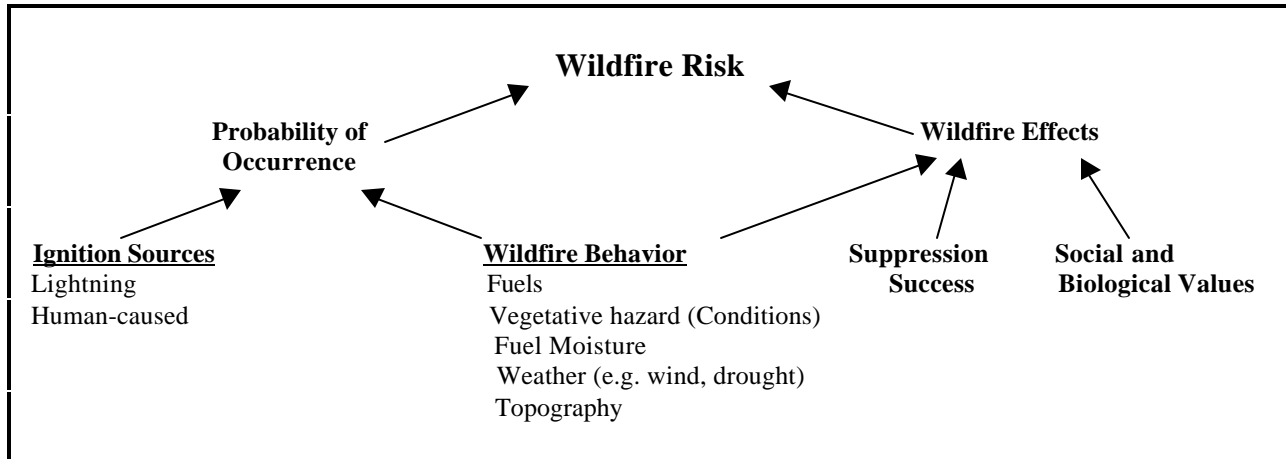 Wildfire Risk
Probability of
Occurrence
Wildfire Effects
Ignition Sources
Lightning
Human-caused
Wildfire Behavior
Fuels
Vegetative hazard (Conditions)
Fuel Moisture
Weather (e.g. wind, drought)
Topography
Suppression
Success
Social and
Biological Values